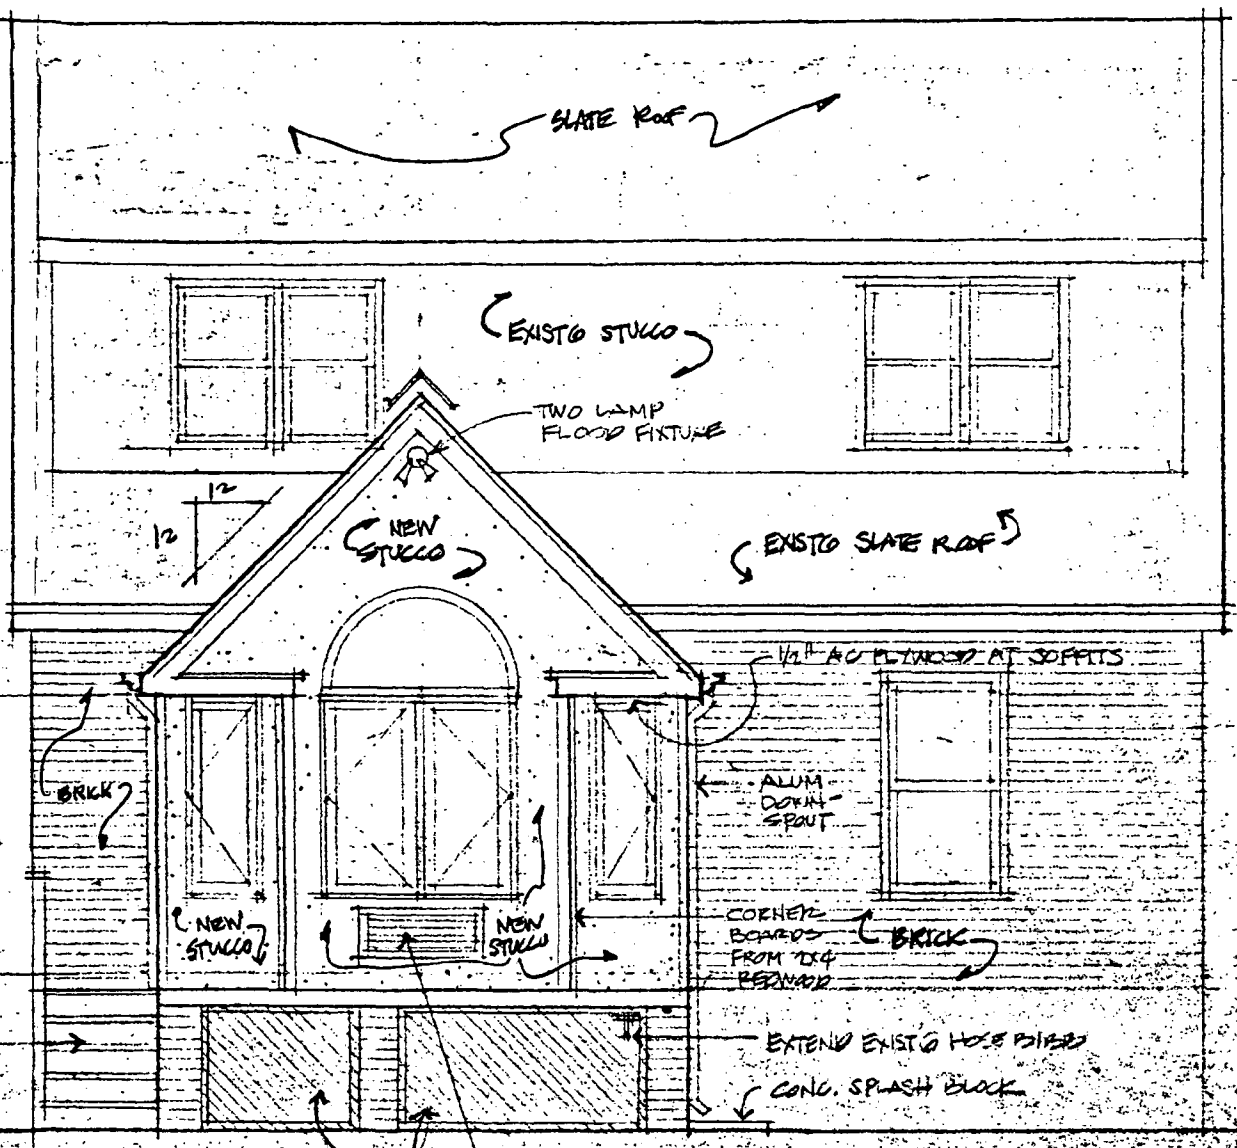 SLATE ROOF
EXIST'G STUCCO
TWO LAMP
FLOOD FIXTURE
12
12
NEW
STUCCO
EXIST'G SLATE ROOF
1/2" AC PLYWOOD AT SOFFITS
BRICK
ALUM
DOWN-
SPOUT
NEW
STUCCO
NEW
STUCCO
CORNER
BOARDS
FROM 2X4
REDWOOD
BRICK
EXTEND EXIST'G HOSE BIBB
CONC. SPLASH BLOCK